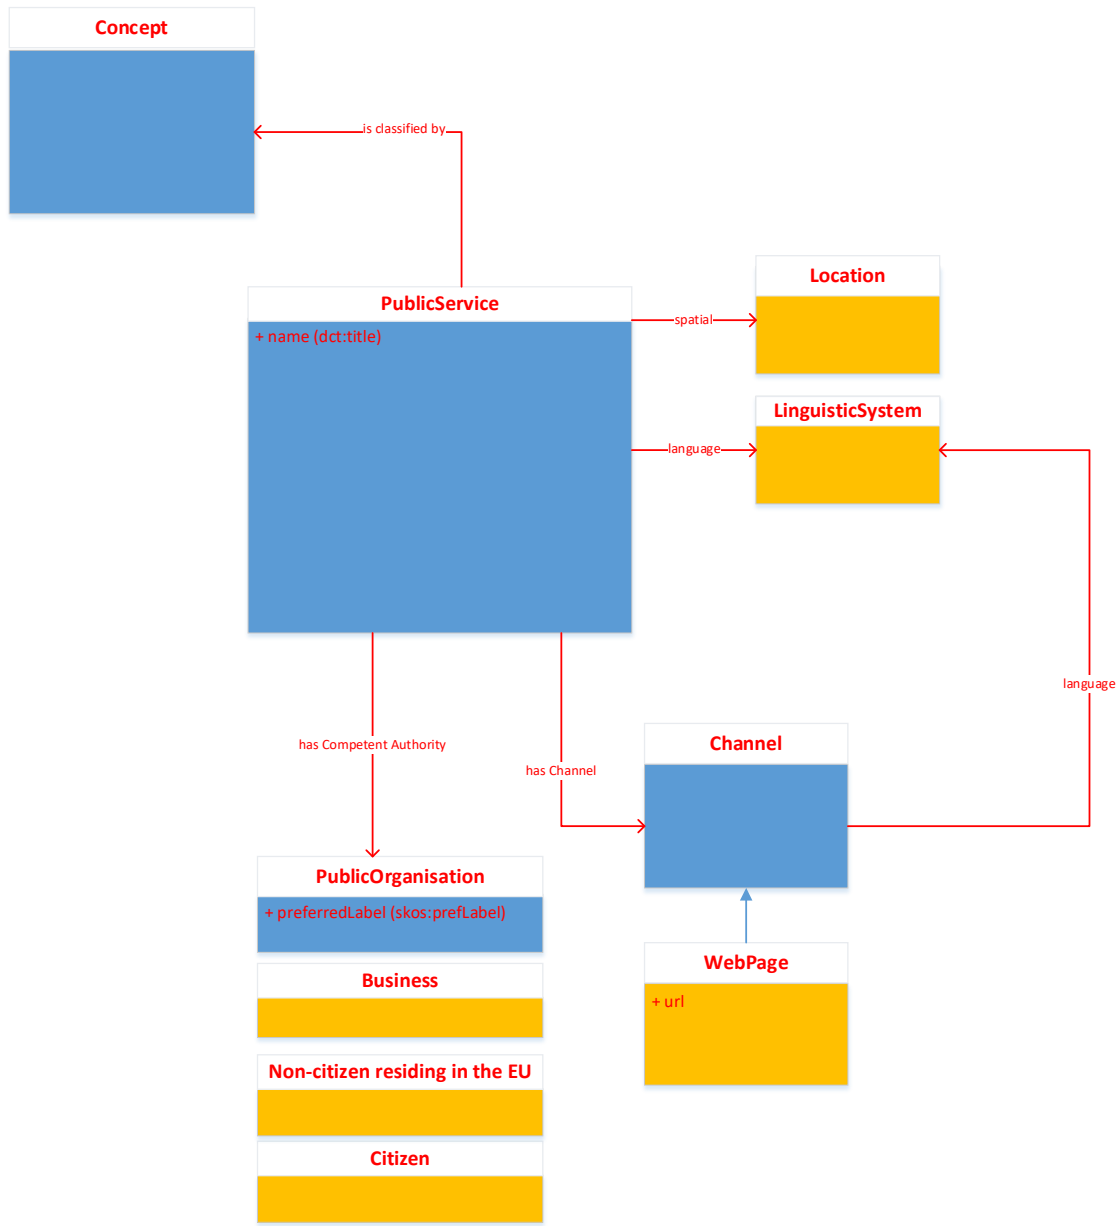 Concept
is classified by
Location
PublicService
+ name (dct:title)
spatial
LinguisticSystem
language
language
has Competent Authority
has Channel
Channel
PublicOrganisation
+ preferredLabel (skos:prefLabel)
WebPage
+ url
Business
Non-citizen residing in the EU
Citizen